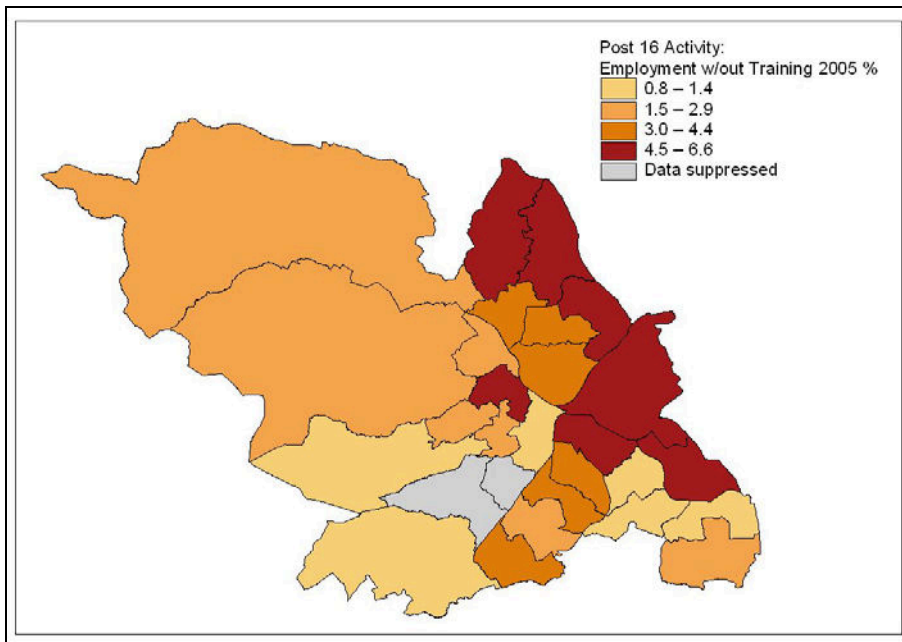 Post 16 Activity:
Employment w/out Training 2005 %
0.8 – 1.4
1.5 – 2.9
3.0 – 4.4
4.5 – 6.6
Data suppressed